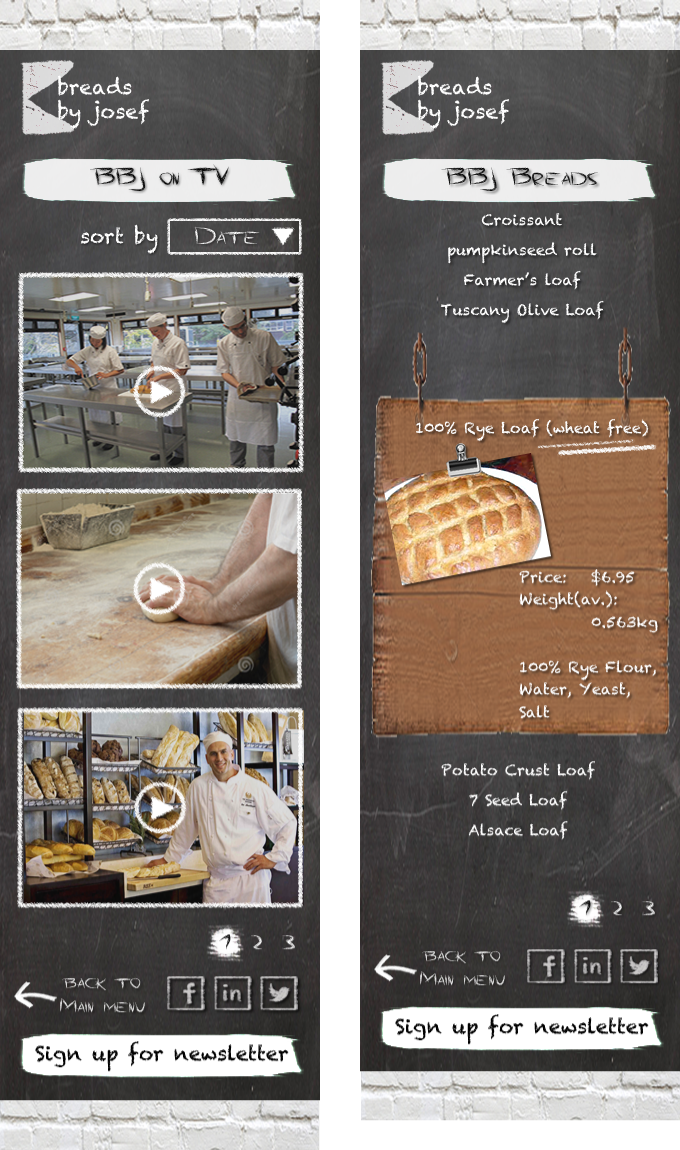 breads
by josef
BBJ on TV
sort by Date
1 2 3
Back to
Main menu
f in
Sign up for newsletter
breads
by josef
BBJ Breads
Croissant
pumpkinseed roll
Farmer's loaf
Tuscany Olive Loaf
100% Rye Loaf (wheat free)
Price: $6.95
Weight(av.):
0.563kg
100% Rye Flour,
Water, Yeast,
Salt
Potato Crust Loaf
7 Seed Loaf
Alsace Loaf
1 2 3
Back to
Main menu
f in
Sign up for newsletter